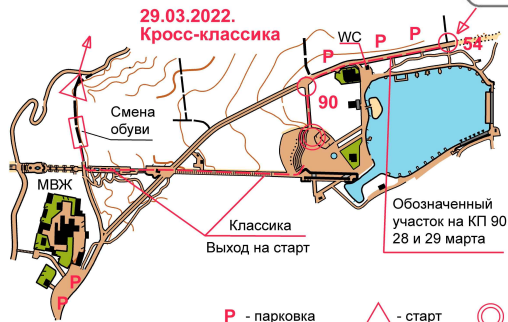 29.03.2022.
Кросс-классика
WC
P
P
P
54
90
Смена
обуви
МВЖ
Классика
Выход на старт
Обозначенный
участок на КП 90
28 и 29 марта
P
P
P - парковка
- старт